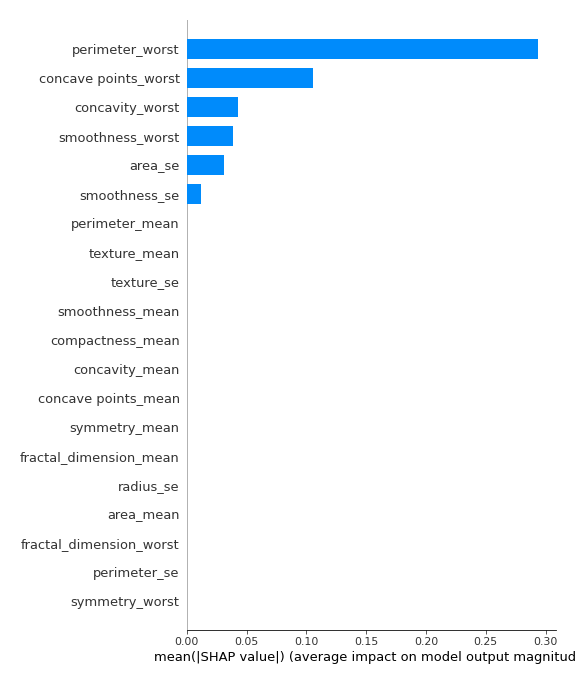 perimeter_worst
concave points_worst
concavity_worst
smoothness_worst
area_se
smoothness_se
perimeter_mean
texture_mean
texture_se
smoothness_mean
compactness_mean
concavity_mean
concave points_mean
symmetry_mean
fractal_dimension_mean
radius_se
area_mean
fractal_dimension_worst
perimeter_se
symmetry_worst
0.00 0.05 0.10 0.15 0.20 0.25 0.30
mean(|SHAP value|) (average impact on model output magnitud